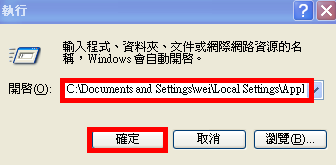 執行
輸入程式、資料夾、文件或網際網路資源的名
稱，Windows 會自動開啓。
開啓(O): C:\Documents and Settings\wei\Local Settings\Appl
確定 取消 瀏覽(B)...